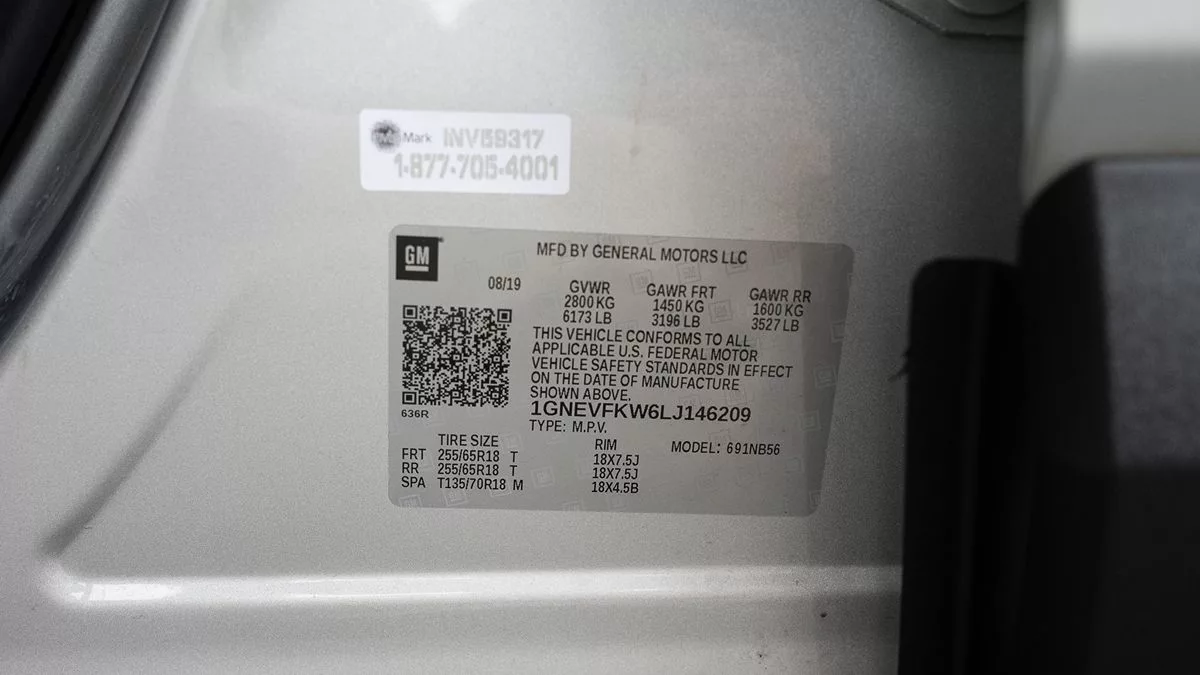 Mark INV59317
1-877-705-4001
GM
MFD BY GENERAL MOTORS LLC
08/19
GVWR GAWR FRT GAWR RR
2800 KG 1450 KG 1600 KG
6173 LB 3196 LB 3527 LB
THIS VEHICLE CONFORMS TO ALL
APPLICABLE U.S. FEDERAL MOTOR
VEHICLE SAFETY STANDARDS IN EFFECT
ON THE DATE OF MANUFACTURE
SHOWN ABOVE.
636R
1GNEVFKW6LJ146209
TYPE: M.P.V.
TIRE SIZE RIM MODEL: 691NB56
FRT 255/65R18 T 18X7.5J
RR 255/65R18 T 18X7.5J
SPA T135/70R18 M 18X4.5B